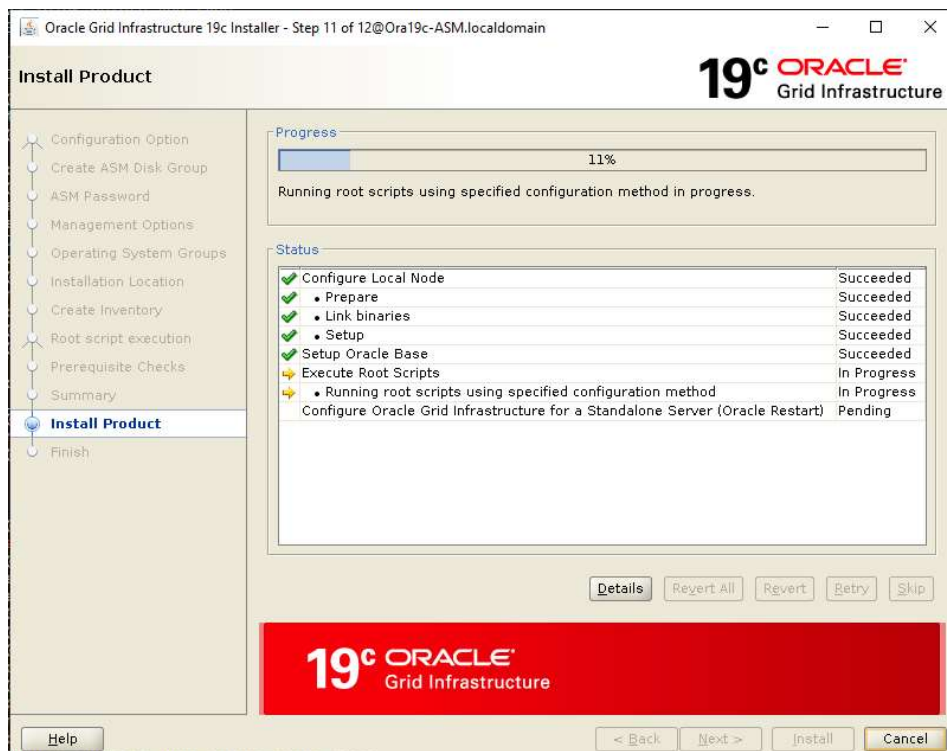 Oracle Grid Infrastructure 19c Installer - Step 11 of 12@Ora19c-ASM.localdomain
Install Product
19c ORACLE
Grid Infrastructure
Configuration Option
Create ASM Disk Group
ASM Password
Management Options
Operating System Groups
Installation Location
Create Inventory
Root script execution
Prerequisite Checks
Summary
Install Product
Finish
Progress
11%
Running root scripts using specified configuration method in progress.
Status
Configure Local Node Succeeded
• Prepare Succeeded
• Link binaries Succeeded
• Setup Succeeded
Setup Oracle Base Succeeded
Execute Root Scripts In Progress
• Running root scripts using specified configuration method In Progress
Configure Oracle Grid Infrastructure for a Standalone Server (Oracle Restart) Pending
Details Revert All Revert Retry Skip
19c ORACLE
Grid Infrastructure
Help < Back Next > Install Cancel